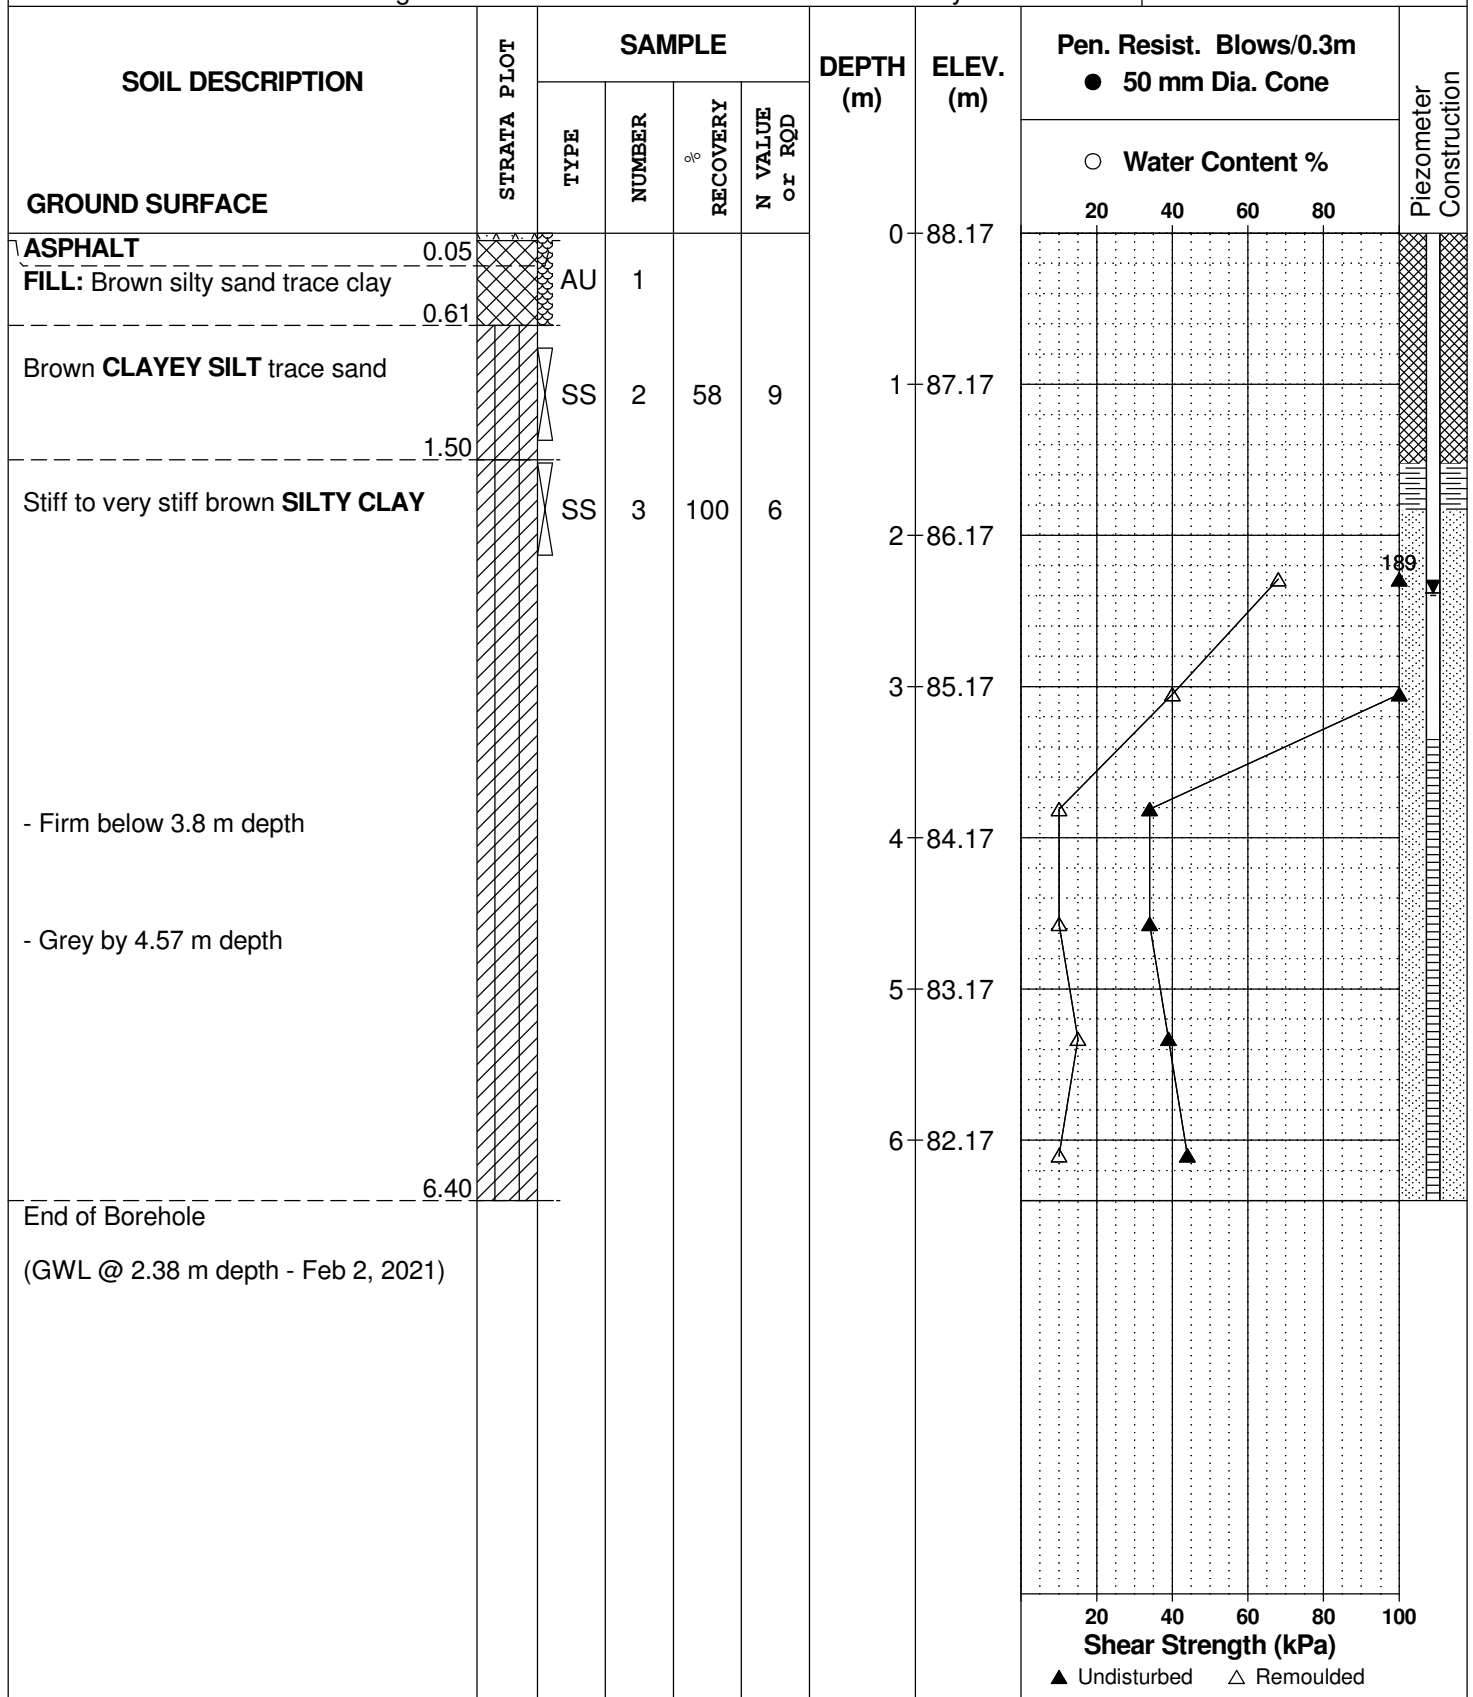 SOIL DESCRIPTION
GROUND SURFACE
STRATA PLOT
SAMPLE
TYPE
NUMBER
%
RECOVERY
N VALUE
or RQD
DEPTH
(m)
ELEV.
(m)
Pen. Resist. Blows/0.3m
● 50 mm Dia. Cone
○ Water Content %
20 40 60 80
Piezometer
Construction
ASPHALT 0.05
FILL: Brown silty sand trace clay
0.61
AU 1
0 88.17
Brown CLAYEY SILT trace sand
SS 2 58 9
1 87.17
1.50
Stiff to very stiff brown SILTY CLAY
SS 3 100 6
2 86.17
189
3 85.17
- Firm below 3.8 m depth
4 84.17
- Grey by 4.57 m depth
5 83.17
6 82.17
6.40
End of Borehole
(GWL @ 2.38 m depth - Feb 2, 2021)
20 40 60 80 100
Shear Strength (kPa)
▲ Undisturbed △ Remoulded